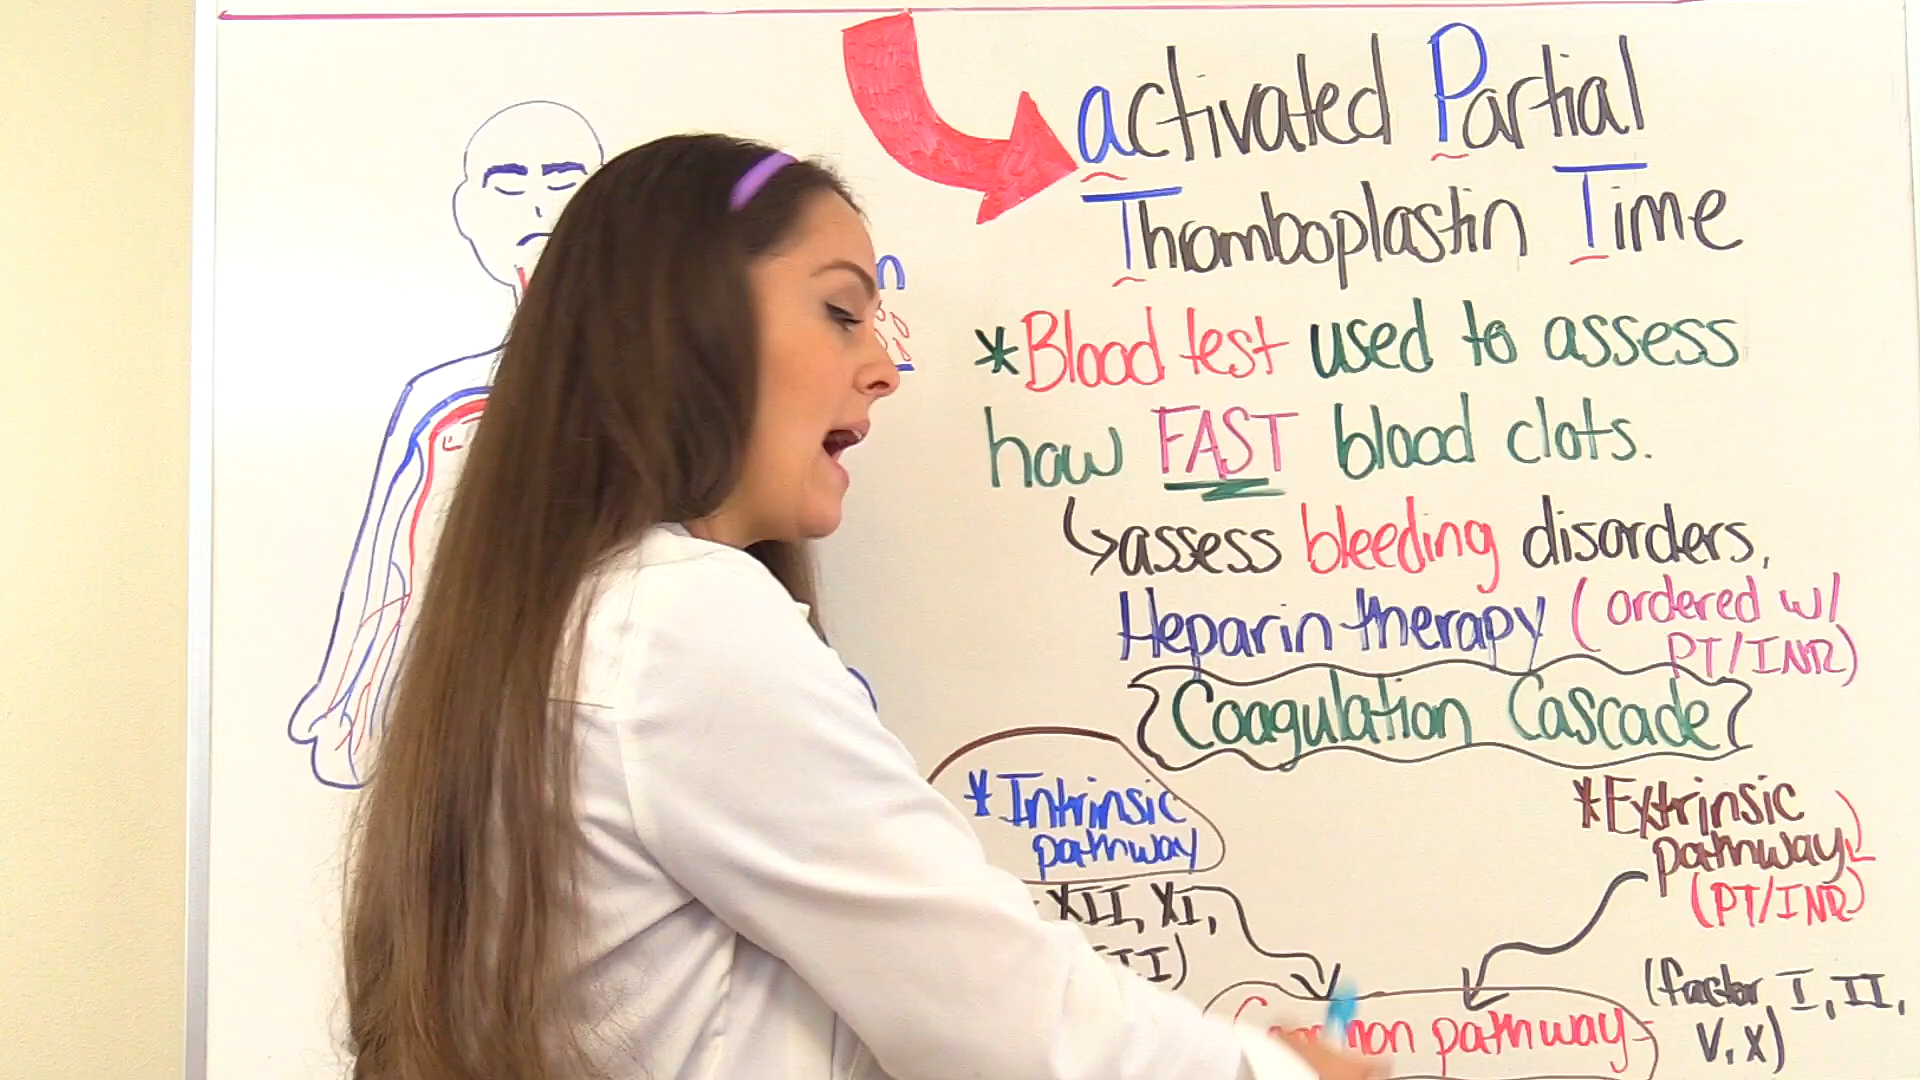 activated Partial
Thromboplastin Time
*Blood test used to assess
how FAST blood clots.
↳assess bleeding disorders,
Heparin therapy (ordered w/
PT/INR)
Coagulation Cascade
*Intrinsic
pathway
XII, XI,
*Extrinsic
pathway
(PT/INR)
pathway
(factor I, II,
V, X)